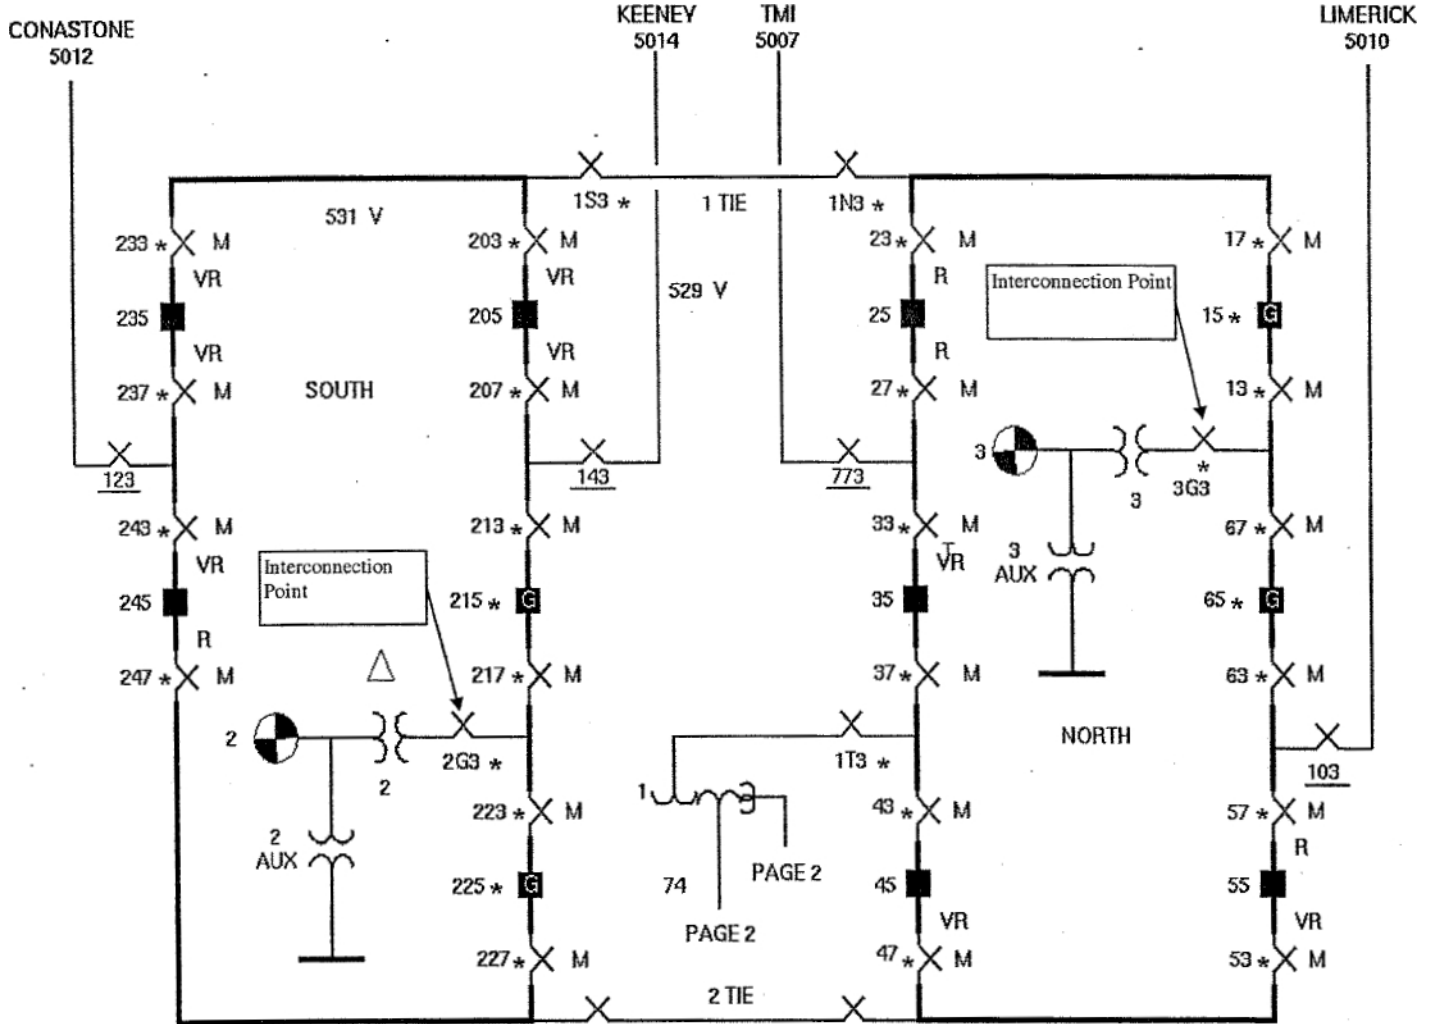 CONASTONE
5012
KEENEY
5014
TMI
5007
LIMERICK
5010
1S3 *
1 TIE
1N3 *
531 V
233 * M
203 * M
23 * M
17 * M
VR
VR
R
529 V
Interconnection Point
235
205
25
15 * G
VR
VR
R
237 * M
SOUTH
207 * M
27 * M
13 * M
3
123
143
773
3
*
3G3
243 * M
213 * M
33 * M
67 * M
VR
T
VR
3
AUX
Interconnection
Point
245
215 * G
35
65 * G
R
247 * M
217 * M
37 * M
63 * M
2
2G3 *
1T3 *
NORTH
103
2
1
223 * M
43 * M
57 * M
2
AUX
R
PAGE 2
225 * G
74
45
55
VR
VR
PAGE 2
227 * M
47 * M
53 * M
2 TIE